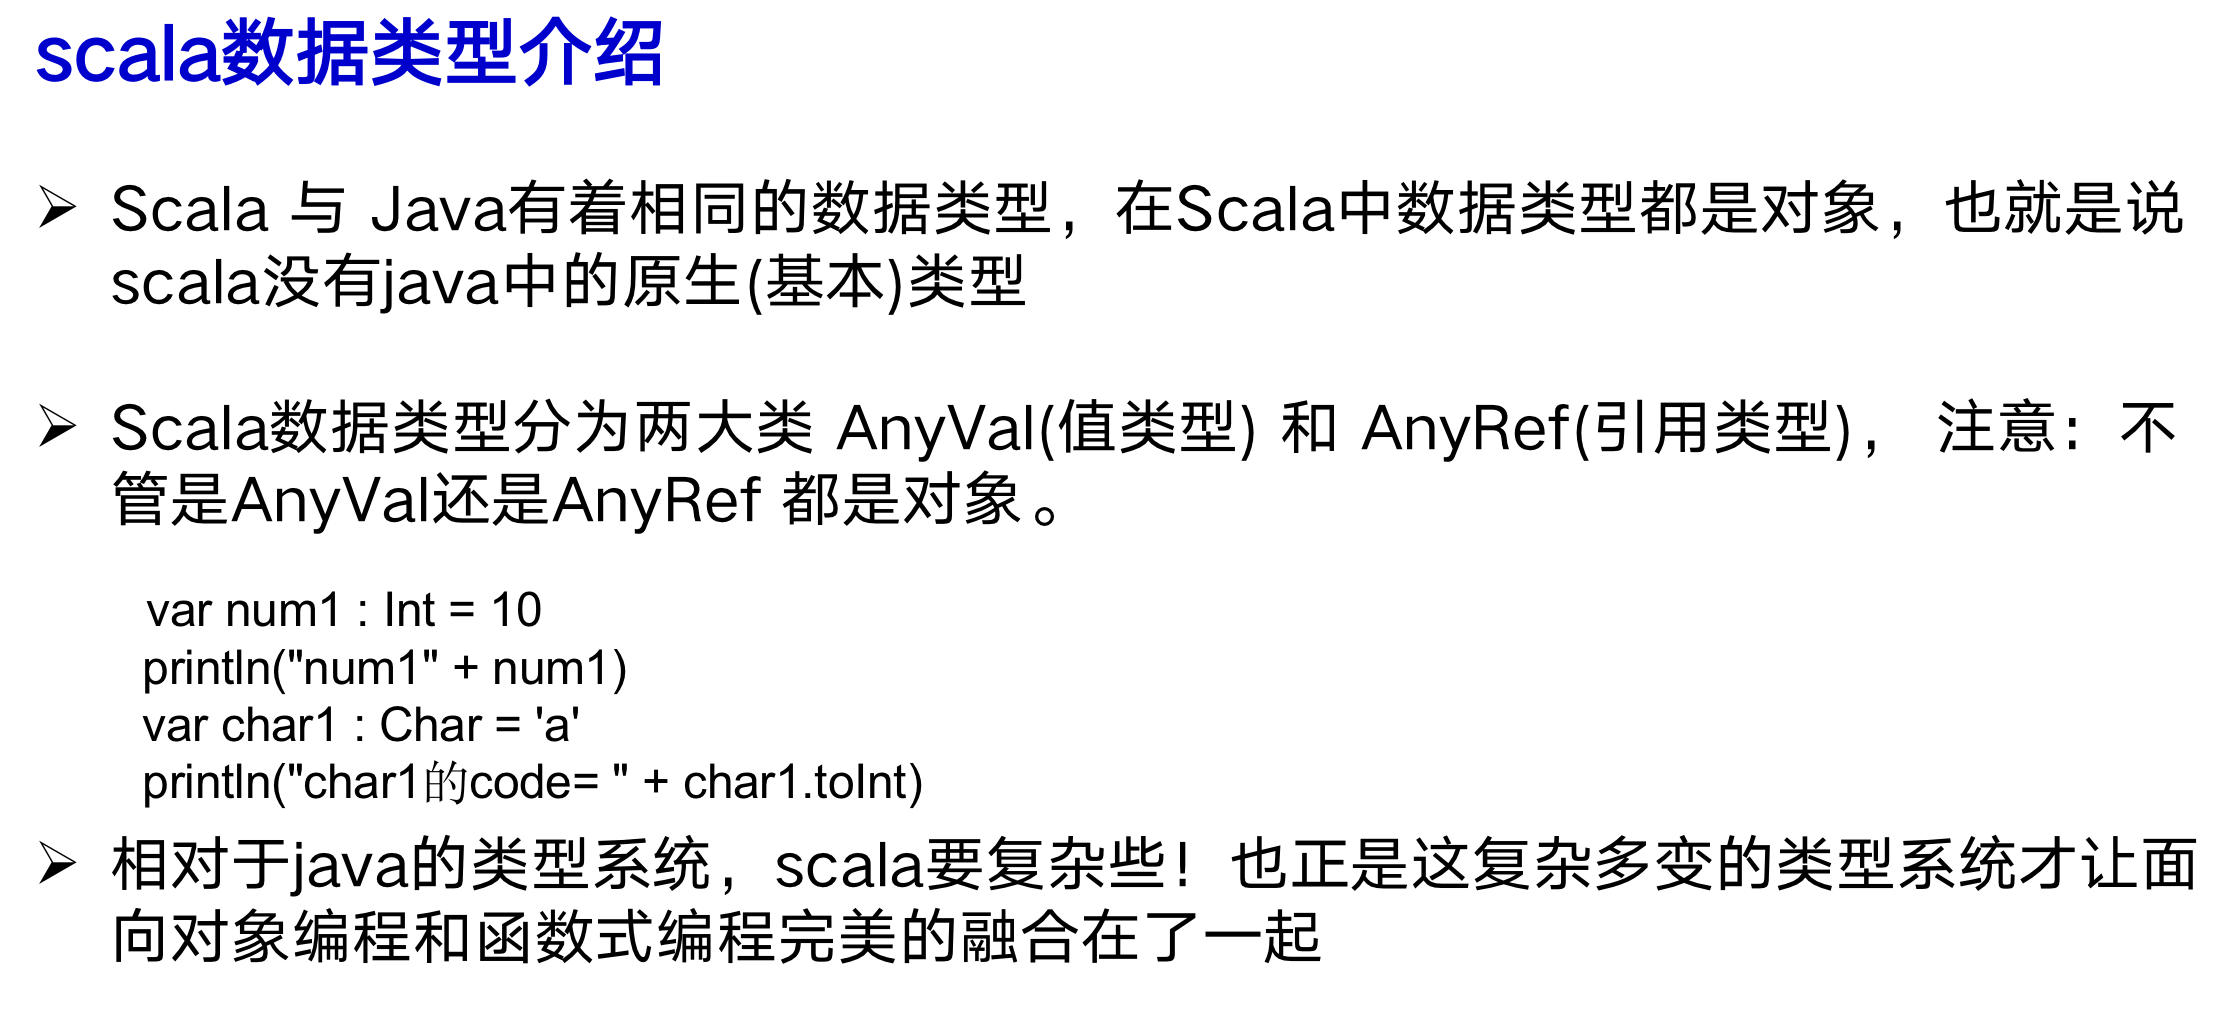 scala数据类型介绍
Scala 与 Java有着相同的数据类型，在Scala中数据类型都是对象，也就是说
scala没有java中的原生(基本)类型
Scala数据类型分为两大类 AnyVal(值类型) 和 AnyRef(引用类型)， 注意：不
管是AnyVal还是AnyRef 都是对象。
var num1 : Int = 10
println("num1" + num1)
var char1 : Char = 'a'
println("char1的code= " + char1.toInt)
相对于java的类型系统，scala要复杂些！也正是这复杂多变的类型系统才让面
向对象编程和函数式编程完美的融合在了一起